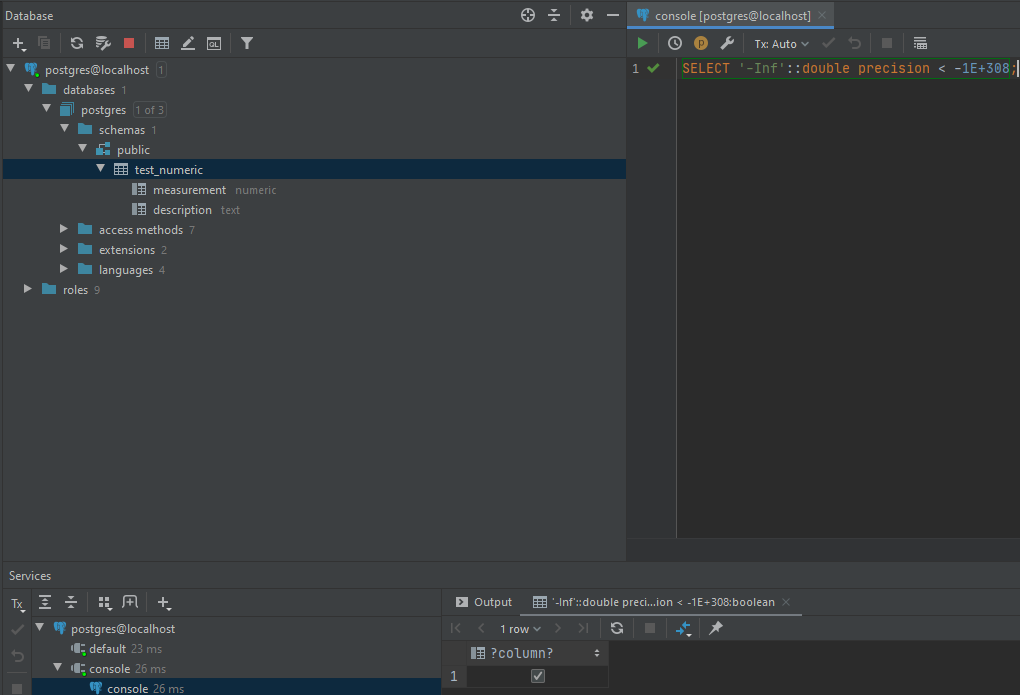 Database
console [postgres@localhost]
Tx: Auto
postgres@localhost 1
databases 1
postgres 1 of 3
schemas 1
public
test_numeric
measurement numeric
description text
access methods 7
extensions 2
languages 4
roles 9
1 SELECT '-Inf'::double precision < -1E+308;
Services
Tx
postgres@localhost
default 23 ms
console 26 ms
console 26 ms
Output
'-Inf'::double preci...ion < -1E+308:boolean
1 row
?column?
1